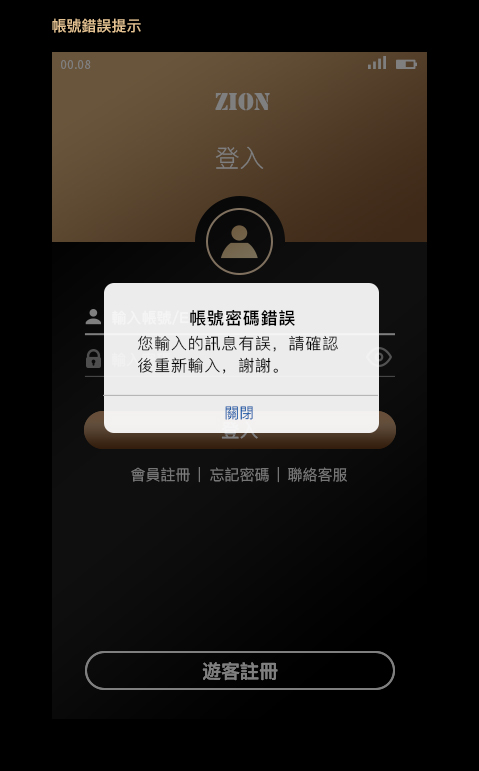 帳號錯誤提示
00.08
ZION
登入
輸入帳號/
帳號密碼錯誤
您輸入的訊息有誤，請確認
後重新輸入，謝謝。
關閉
登入
會員註冊 | 忘記密碼 | 聯絡客服
遊客註冊